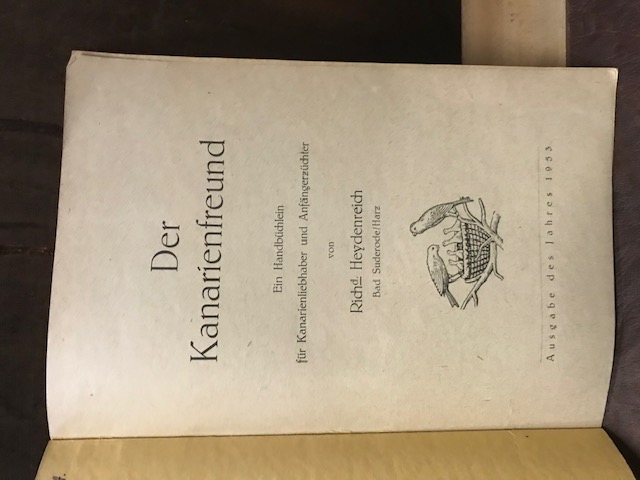 Der
Kanarienfreund
Ein Handbüchlein
für Kanarienliebhaber und Anfängerzüchter
von
Richd. Heydenreich
Bad Suderode/Harz
Ausgabe des Jahres 1953